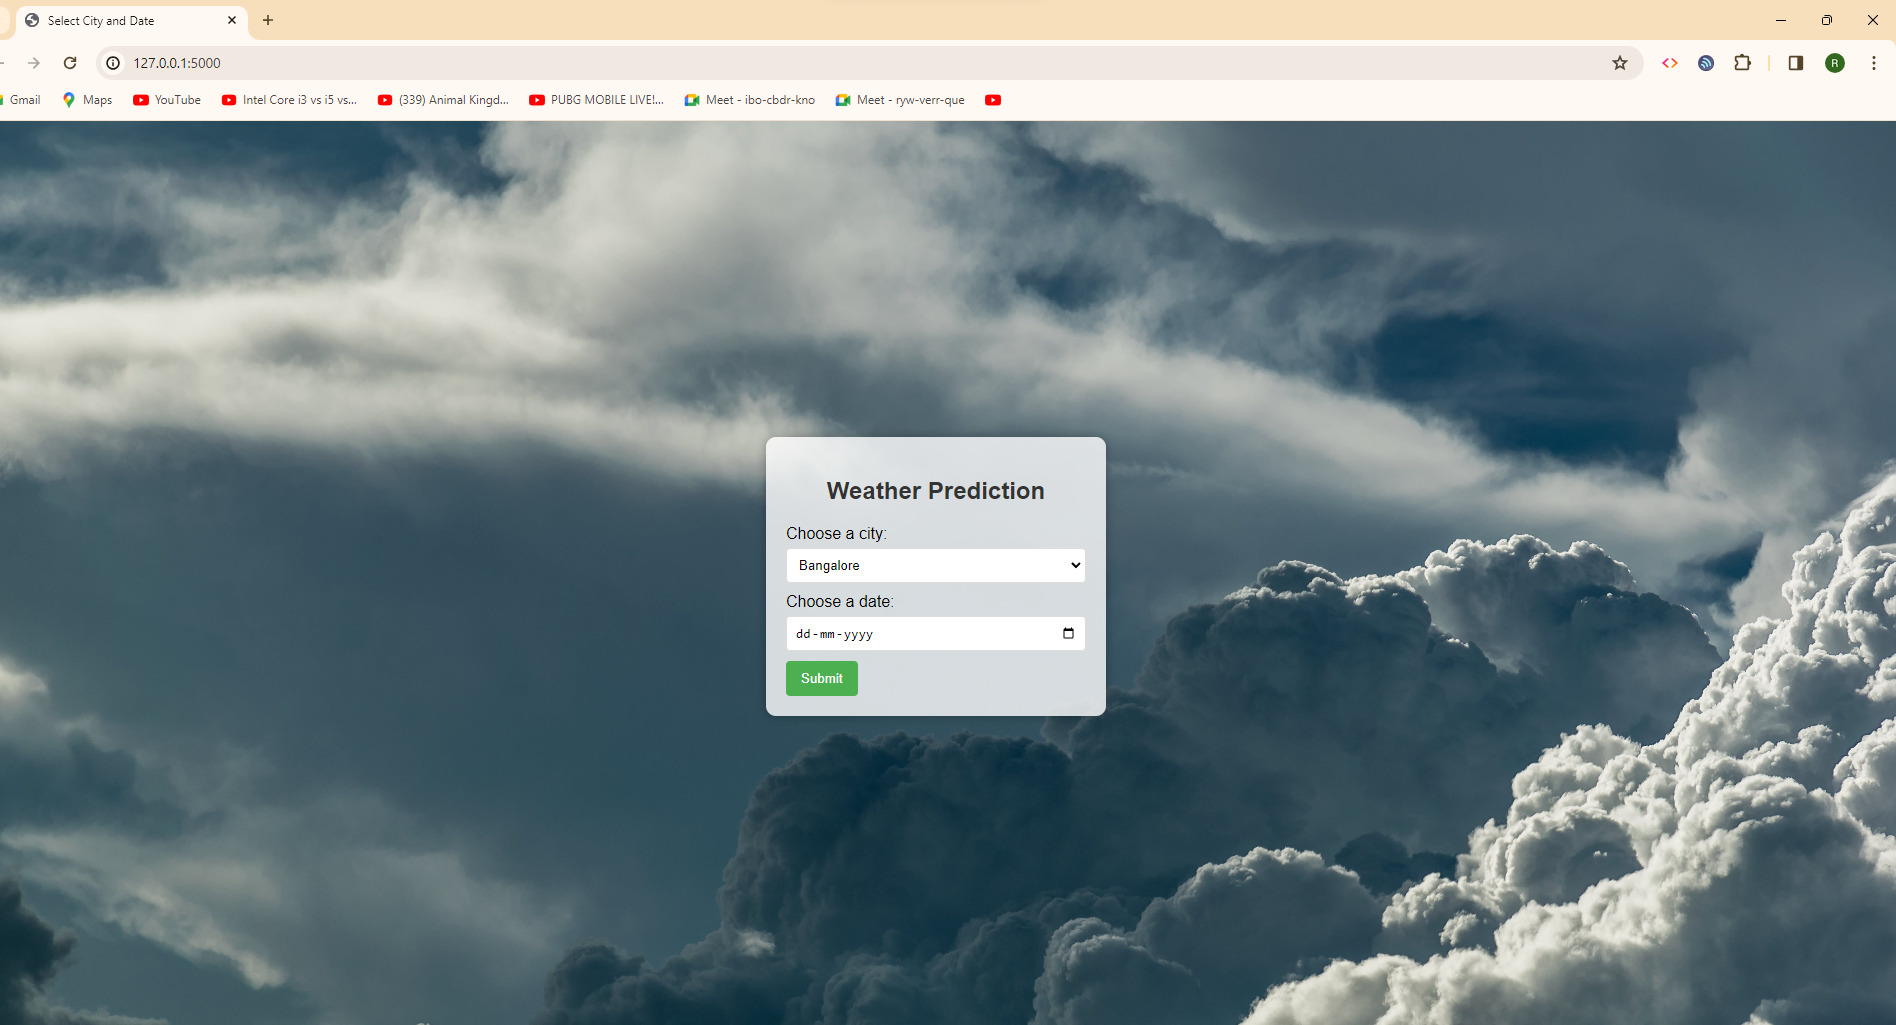 Select City and Date
127.0.0.1:5000
R
Gmail
Maps
YouTube
Intel Core i3 vs i5 vs...
(339) Animal Kingd...
PUBG MOBILE LIVE!...
Meet - ibo-cbdr-kno
Meet - ryw-verr-que
Weather Prediction
Choose a city:
Bangalore
Choose a date:
dd-mm-yyyy
Submit